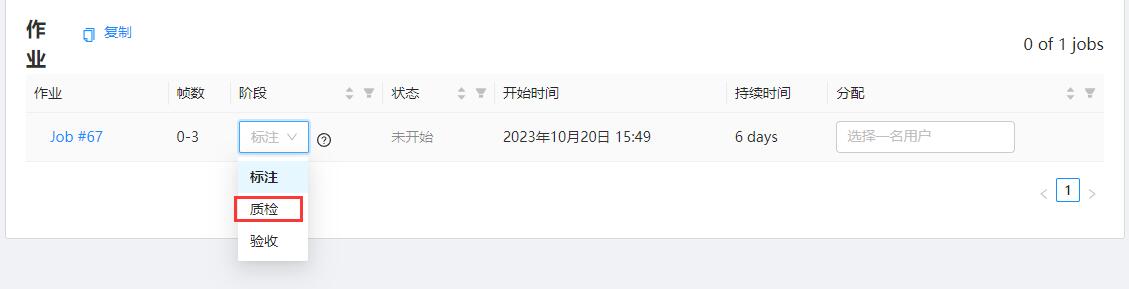 作业
复制
0 of 1 jobs
作业 帧数 阶段 状态 开始时间 持续时间 分配
Job #67 0-3 标注 未开始 2023年10月20日 15:49 6 days 选择一名用户
标注
质检
验收
1